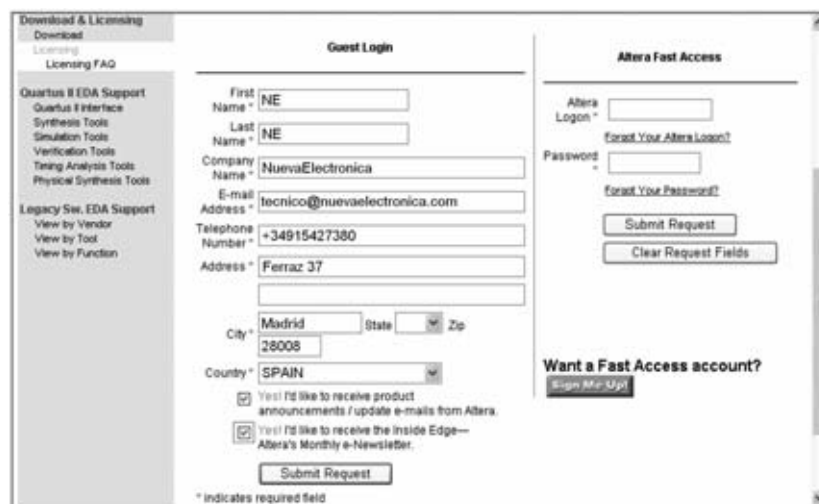 Download & Licensing
Download
Licensing
Licensing FAQ
Quartus II EDA Support
Quartus II Interface
Synthesis Tools
Simulation Tools
Verification Tools
Timing Analysis Tools
Physical Synthesis Tools
Legacy Sw. EDA Support
View by Vendor
View by Tool
View by Function
Guest Login
First
Name * NE
Last
Name * NE
Company
Name * NuevaElectronica
E-mail
Address * tecnico@nuevaelectronica.com
Telephone
Number * +34915427380
Address * Ferraz 37
City * Madrid State Zip
28008
Country * SPAIN
Yes! I'd like to receive product
announcements / update e-mails from Altera.
Yes! I'd like to receive the Inside Edge—
Altera's Monthly e-Newsletter.
Submit Request
* indicates required field
Altera Fast Access
Altera
Logon *
Forgot Your Altera Logon?
Password
*
Forgot Your Password?
Submit Request
Clear Request Fields
Want a Fast Access account?
Sign Me Up!